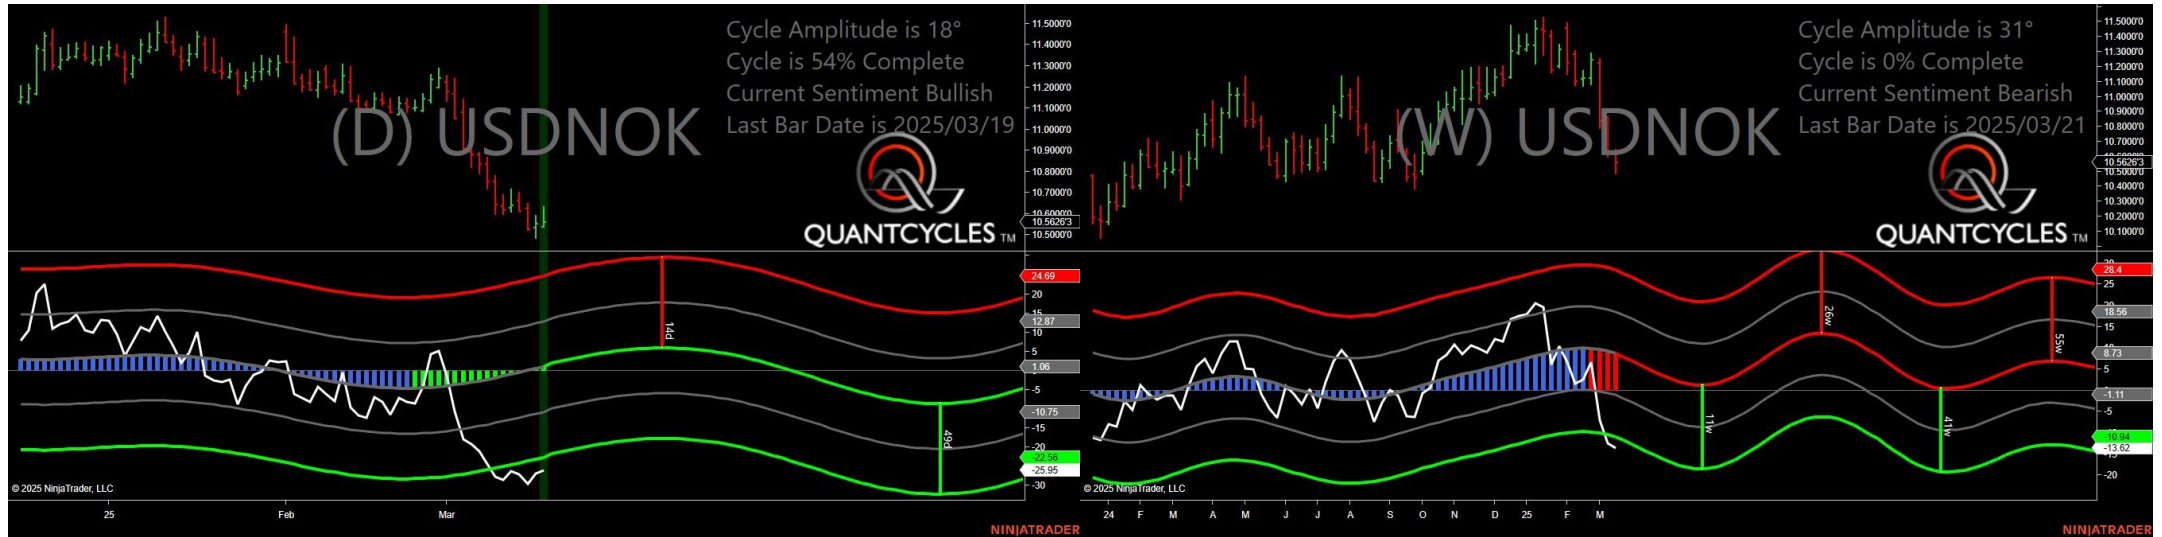 Cycle Amplitude is 18°
Cycle is 54% Complete
Current Sentiment Bullish
Last Bar Date is 2025/03/19
(D) USDNOK
QUANTCYCLES TM
11.5000'0
11.4000'0
11.3000'0
11.2000'0
11.1000'0
11.0000'0
10.9000'0
10.8000'0
10.7000'0
10.6000'0
10.5626'3
10.5000'0
24.69
20
15
12.87
5
1.06
-5
-10.75
-15
-20
-22.56
-25.95
-30
14d
49d
© 2025 NinjaTrader, LLC
25 Feb Mar
NINJATRADER
Cycle Amplitude is 31°
Cycle is 0% Complete
Current Sentiment Bearish
Last Bar Date is 2025/03/21
(W) USDNOK
QUANTCYCLES TM
11.5000'0
11.4000'0
11.3000'0
11.2000'0
11.1000'0
11.0000'0
10.9000'0
10.8000'0
10.7000'0
10.5626'3
10.5000'0
10.4000'0
10.3000'0
10.2000'0
10.1000'0
28.4
25
18.56
15
8.73
5
-1.11
-5
-10.94
-13.62
-20
26w
55w
11w
41w
© 2025 NinjaTrader, LLC
24 F M A M J J A S O N D 25 F M
NINJATRADER